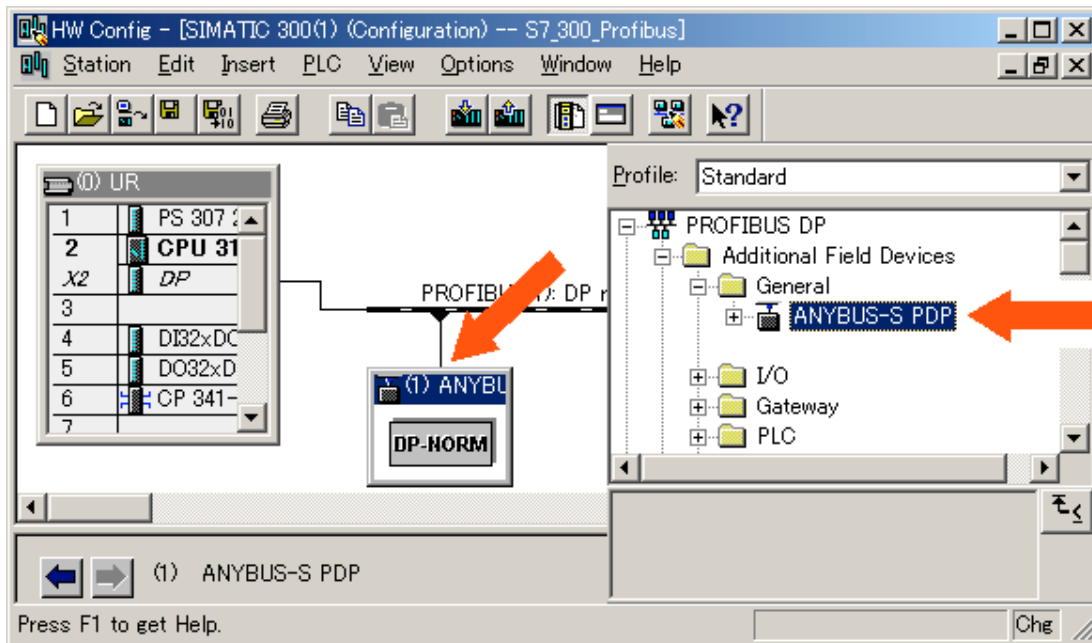 HW Config - [SIMATIC 300(1) (Configuration) -- S7_300_Profibus]
Station Edit Insert PLC View Options Window Help
(0) UR
1 PS 307
2 CPU 31
X2 DP
3
4 DI32xDO
5 DO32xD
6 CP 341-
7
PROFIBU ): DP
(1) ANYBU
DP-NORM
Profile: Standard
PROFIBUS DP
Additional Field Devices
General
ANYBUS-S PDP
I/O
Gateway
PLC
(1) ANYBUS-S PDP
Press F1 to get Help.
Chg